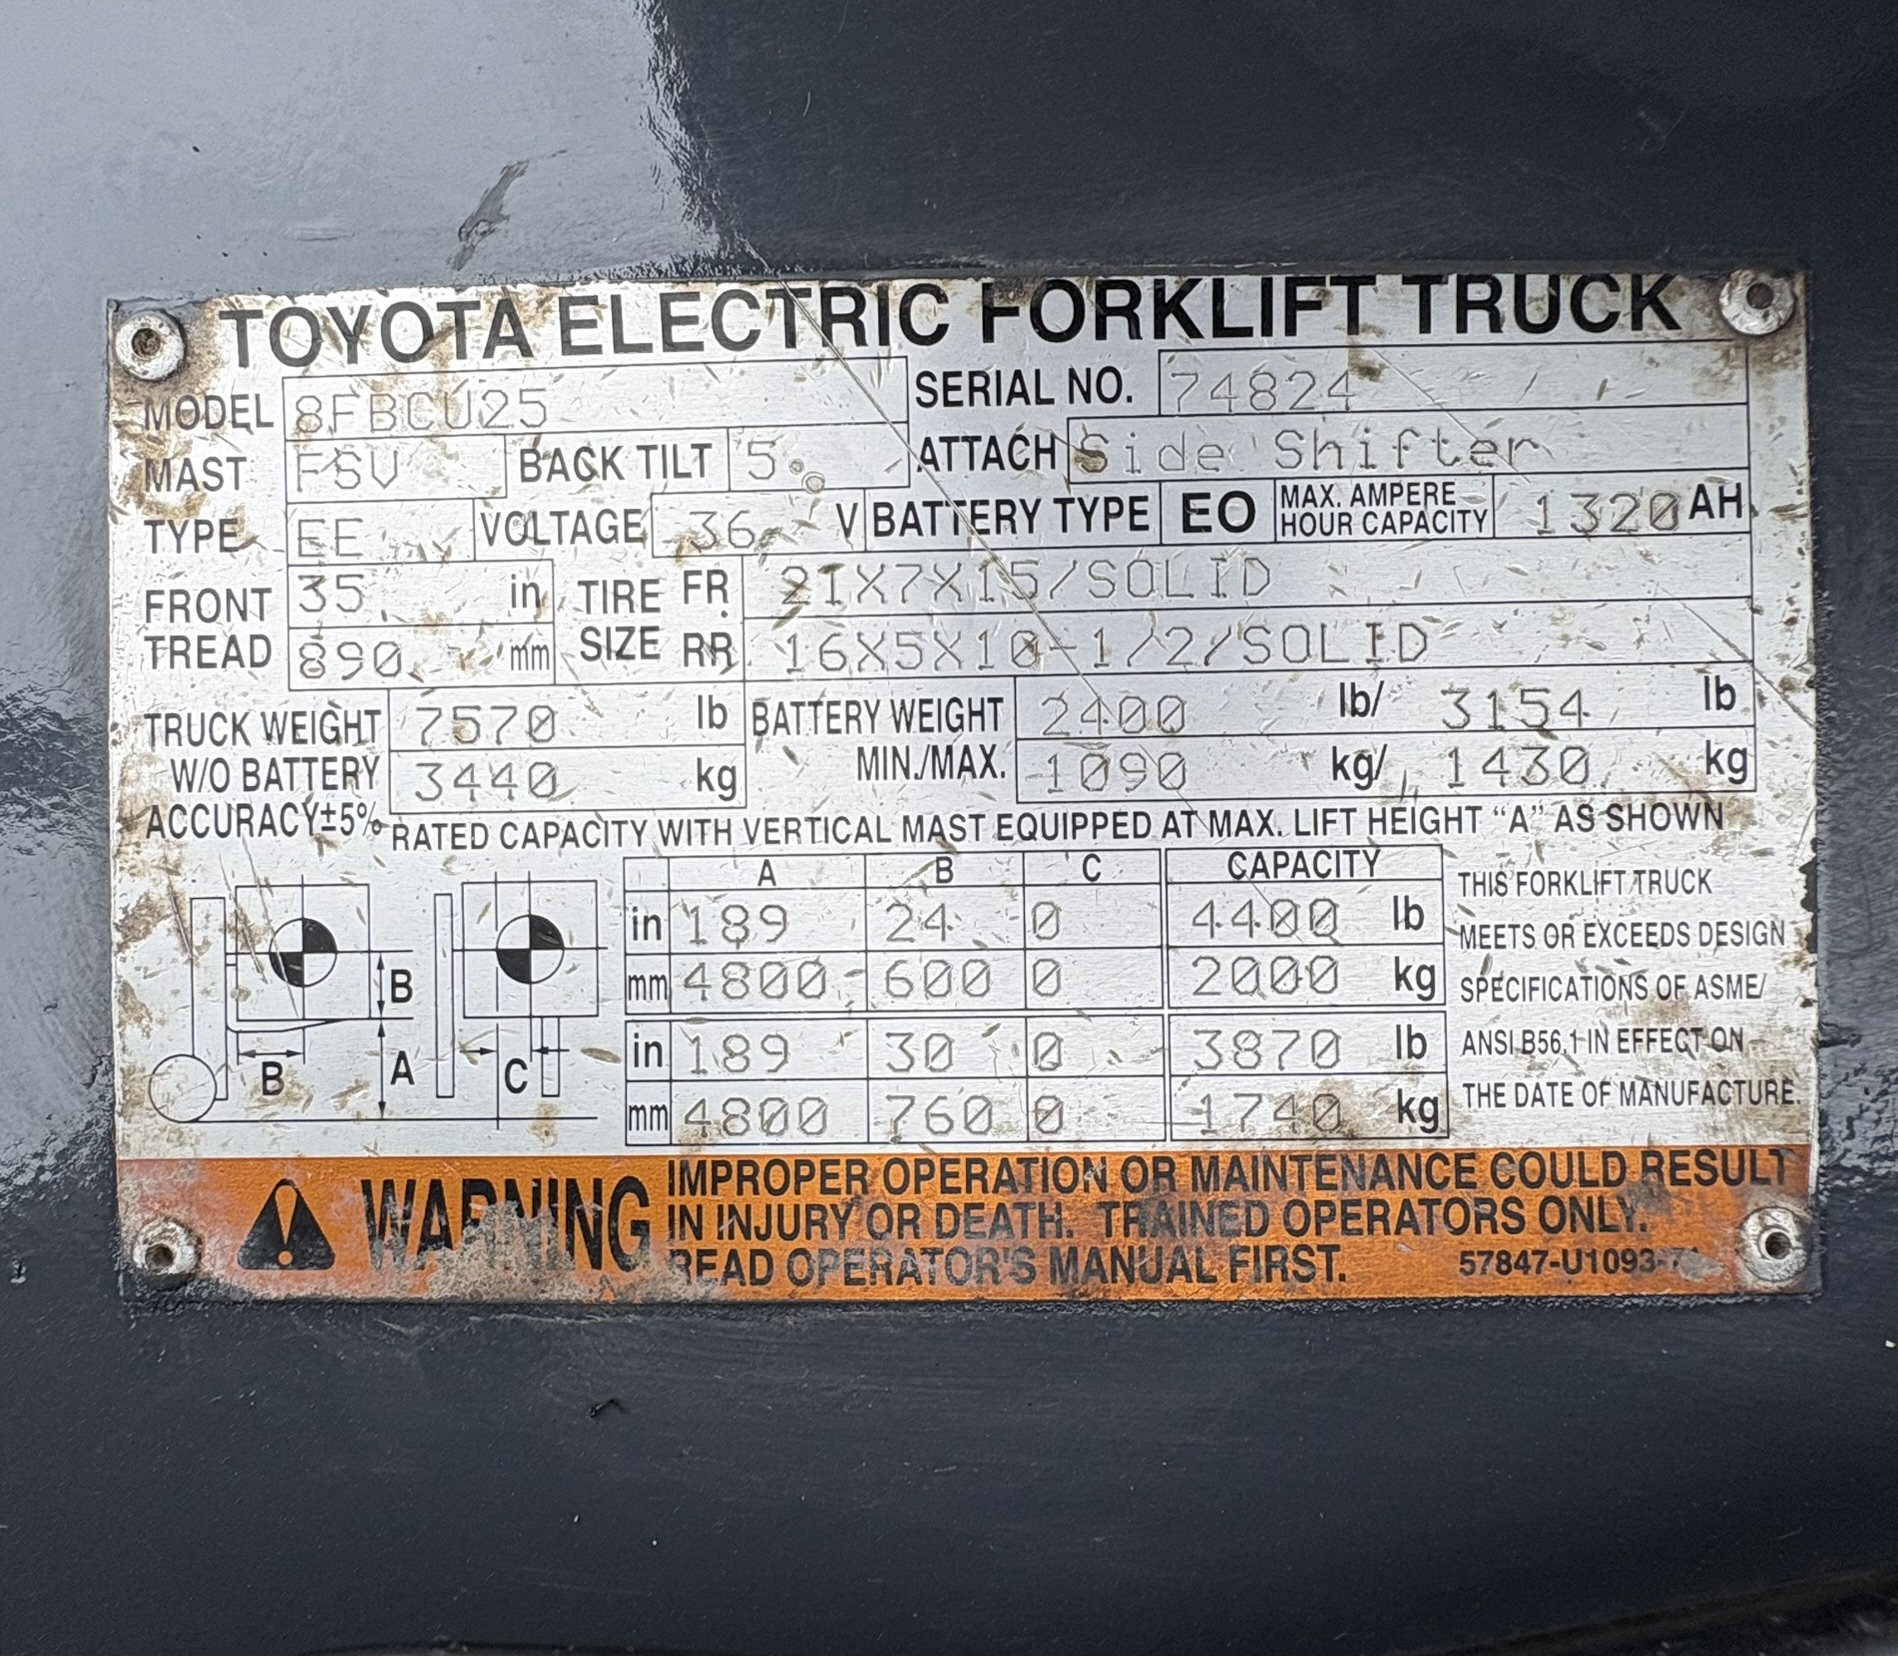 TOYOTA ELECTRIC FORKLIFT TRUCK
MODEL 8FBCU25 SERIAL NO. 74824
MAST FSV BACK TILT 5° ATTACH Side Shifter
TYPE EE VOLTAGE 36 V BATTERY TYPE EO MAX. AMPERE HOUR CAPACITY 1320 AH
FRONT TREAD 35 in 890 mm
TIRE SIZE FR 21X7X15/SOLID
RR 16X5X10-1/2/SOLID
TRUCK WEIGHT W/O BATTERY 7570 lb 3440 kg
ACCURACY±5%
BATTERY WEIGHT MIN./MAX. 2400 lb/ 3154 lb
1090 kg/ 1430 kg
RATED CAPACITY WITH VERTICAL MAST EQUIPPED AT MAX. LIFT HEIGHT “A” AS SHOWN
B
B A C
A B C CAPACITY
in 189 24 0 4400 lb
mm 4800 600 0 2000 kg
in 189 30 0 3870 lb
mm 4800 760 0 1740 kg
THIS FORKLIFT TRUCK
MEETS OR EXCEEDS DESIGN
SPECIFICATIONS OF ASME/
ANSI B56.1 IN EFFECT ON
THE DATE OF MANUFACTURE.
WARNING
IMPROPER OPERATION OR MAINTENANCE COULD RESULT
IN INJURY OR DEATH. TRAINED OPERATORS ONLY.
READ OPERATOR'S MANUAL FIRST.